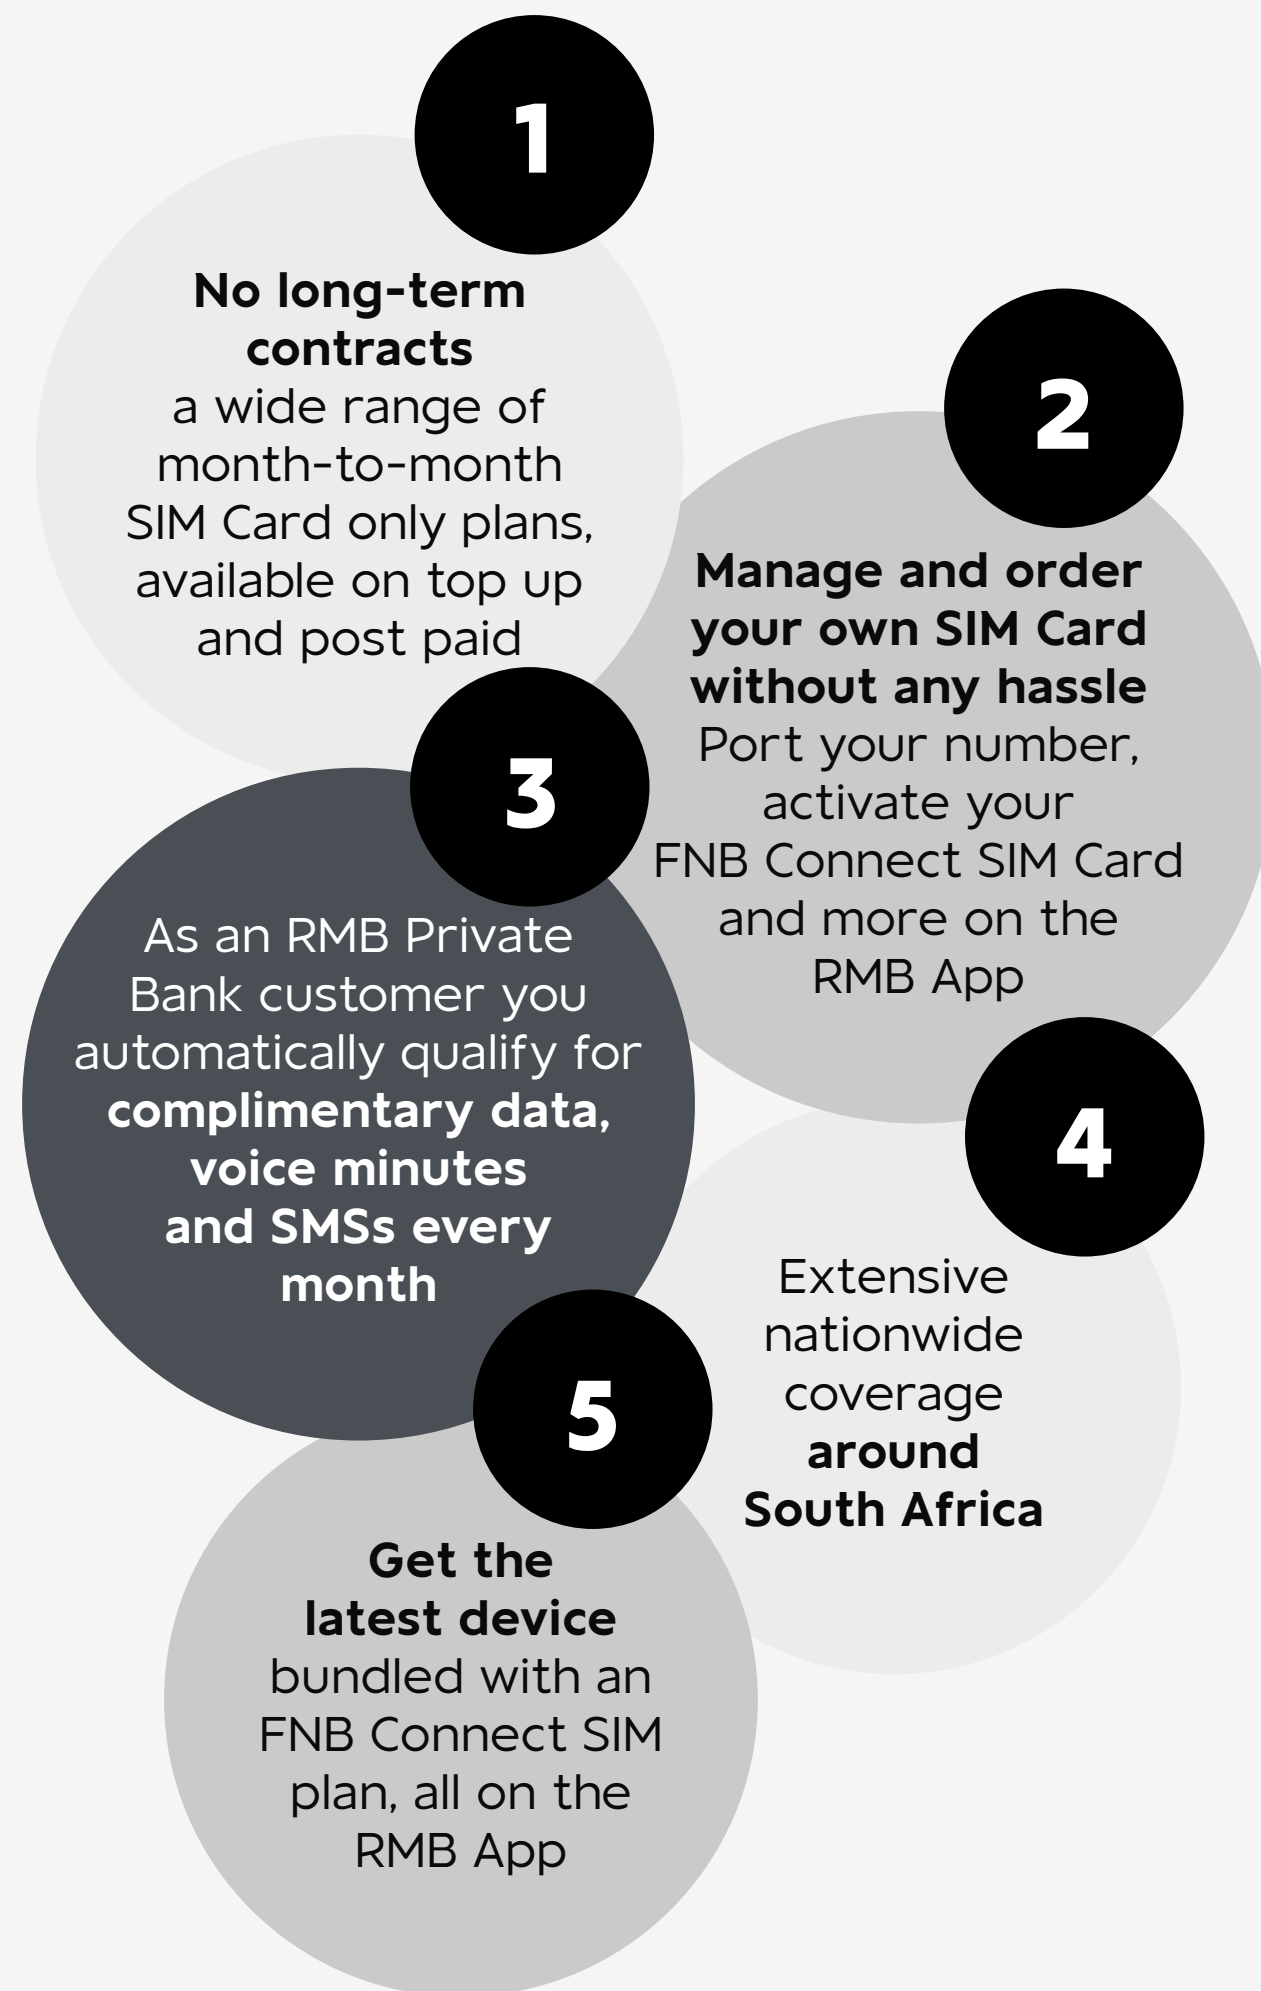 1
No long-term
contracts
a wide range of
month-to-month
SIM Card only plans,
available on top up
and post paid
2
Manage and order
your own SIM Card
without any hassle
Port your number,
activate your
FNB Connect SIM Card
and more on the
RMB App
3
As an RMB Private
Bank customer you
automatically qualify for
complimentary data,
voice minutes
and SMSs every
month
4
Extensive
nationwide
coverage
around
South Africa
5
Get the
latest device
bundled with an
FNB Connect SIM
plan, all on the
RMB App